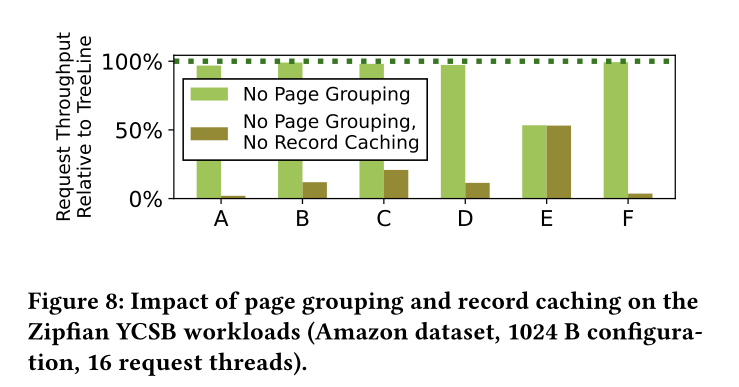 Request Throughput
Relative to TreeLine
100%
50%
0%
No Page Grouping
No Page Grouping,
No Record Caching
A B C D E F
Figure 8: Impact of page grouping and record caching on the
Zipfian YCSB workloads (Amazon dataset, 1024 B configura-
tion, 16 request threads).